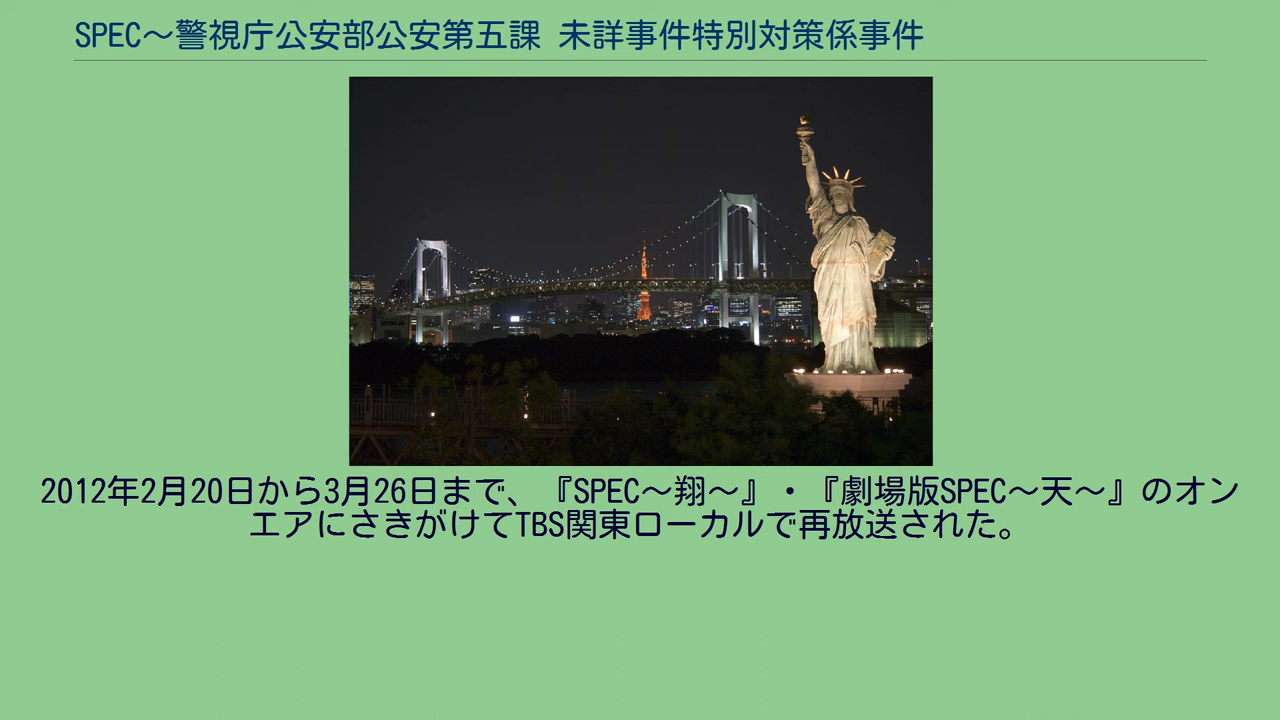 SPEC～警視庁公安部公安第五課 未詳事件特別対策係事件
2012年2月20日から3月26日まで、『SPEC～翔～』・『劇場版SPEC～天～』のオン
エアにさきがけてTBS関東ローカルで再放送された。